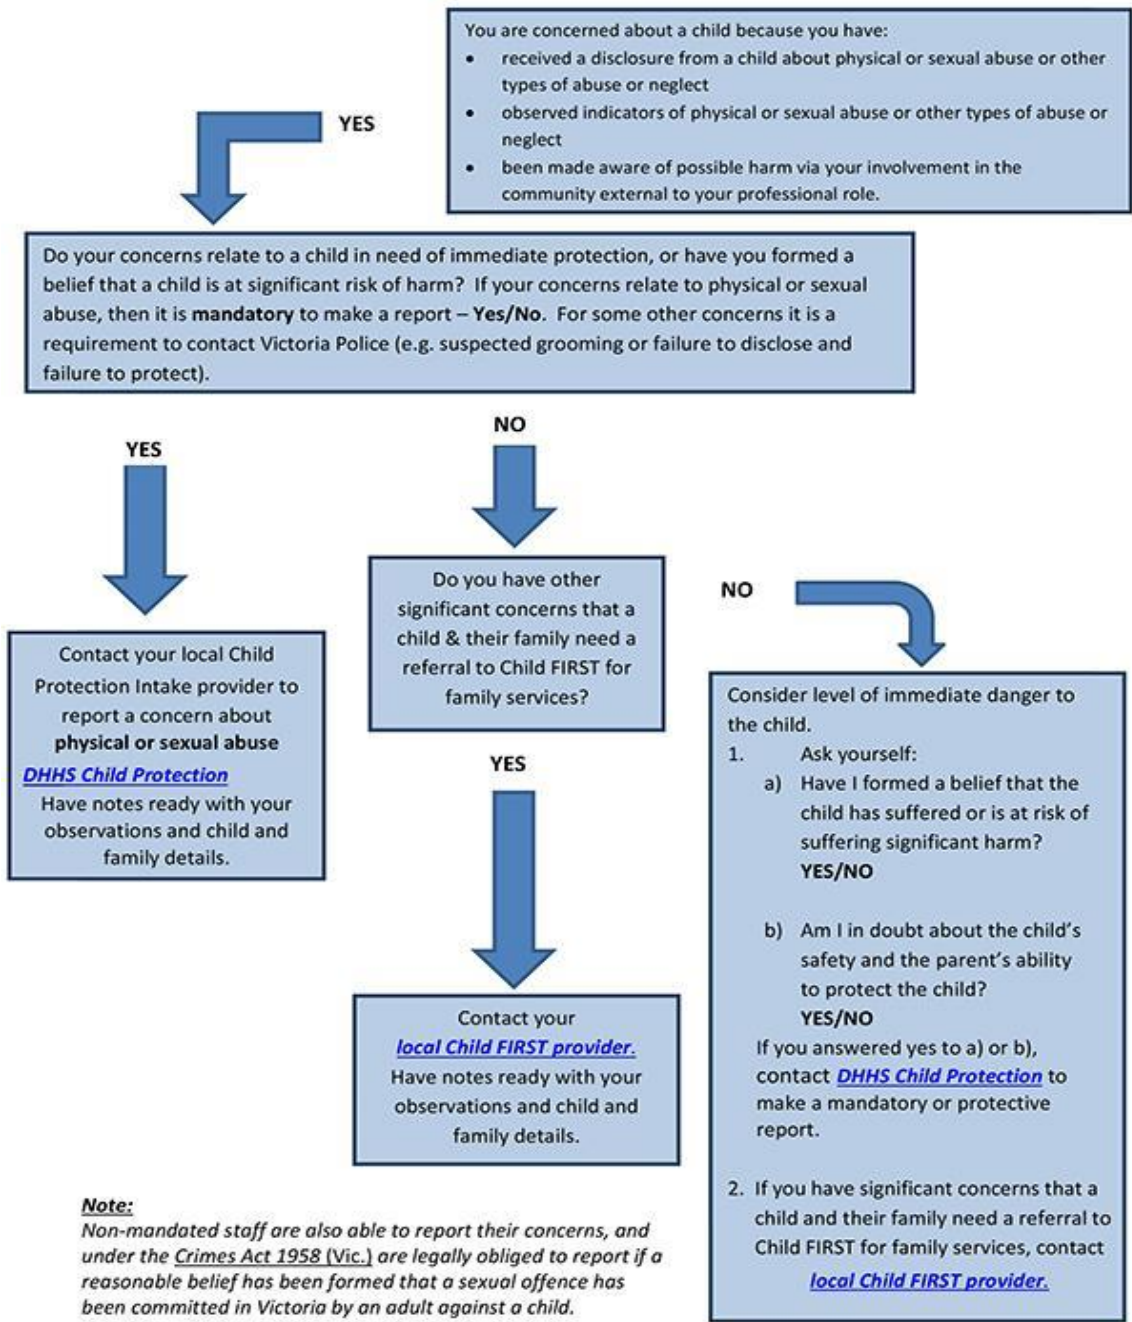 You are concerned about a child because you have:
• received a disclosure from a child about physical or sexual abuse or other
types of abuse or neglect
• observed indicators of physical or sexual abuse or other types of abuse or
neglect
• been made aware of possible harm via your involvement in the
community external to your professional role.
YES
Do your concerns relate to a child in need of immediate protection, or have you formed a
belief that a child is at significant risk of harm? If your concerns relate to physical or sexual
abuse, then it is mandatory to make a report – Yes/No. For some other concerns it is a
requirement to contact Victoria Police (e.g. suspected grooming or failure to disclose and
failure to protect).
YES
Contact your local Child
Protection Intake provider to
report a concern about
physical or sexual abuse
DHHS Child Protection
Have notes ready with your
observations and child and
family details.
NO
Do you have other
significant concerns that a
child & their family need a
referral to Child FIRST for
family services?
YES
Contact your
local Child FIRST provider.
Have notes ready with your
observations and child and
family details.
NO
Consider level of immediate danger to
the child.
1. Ask yourself:
a) Have I formed a belief that the
child has suffered or is at risk of
suffering significant harm?
YES/NO
b) Am I in doubt about the child's
safety and the parent's ability
to protect the child?
YES/NO
If you answered yes to a) or b),
contact DHHS Child Protection to
make a mandatory or protective
report.
2. If you have significant concerns that a
child and their family need a referral to
Child FIRST for family services, contact
local Child FIRST provider.
Note:
Non-mandated staff are also able to report their concerns, and
under the Crimes Act 1958 (Vic.) are legally obliged to report if a
reasonable belief has been formed that a sexual offence has
been committed in Victoria by an adult against a child.